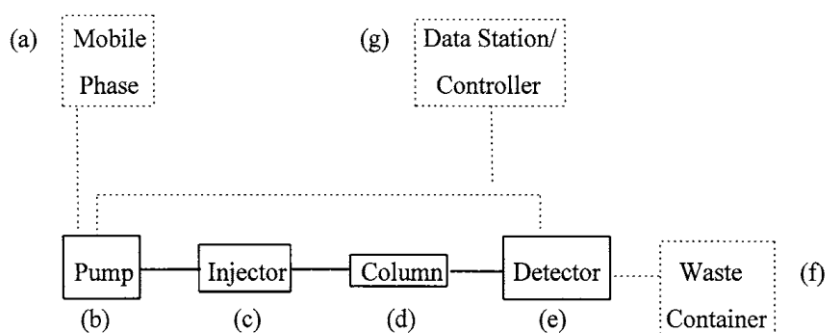 (a) Mobile Phase
(g) Data Station/ Controller
Pump
Injector
Column
Detector
Waste Container
(f)
(b)
(c)
(d)
(e)